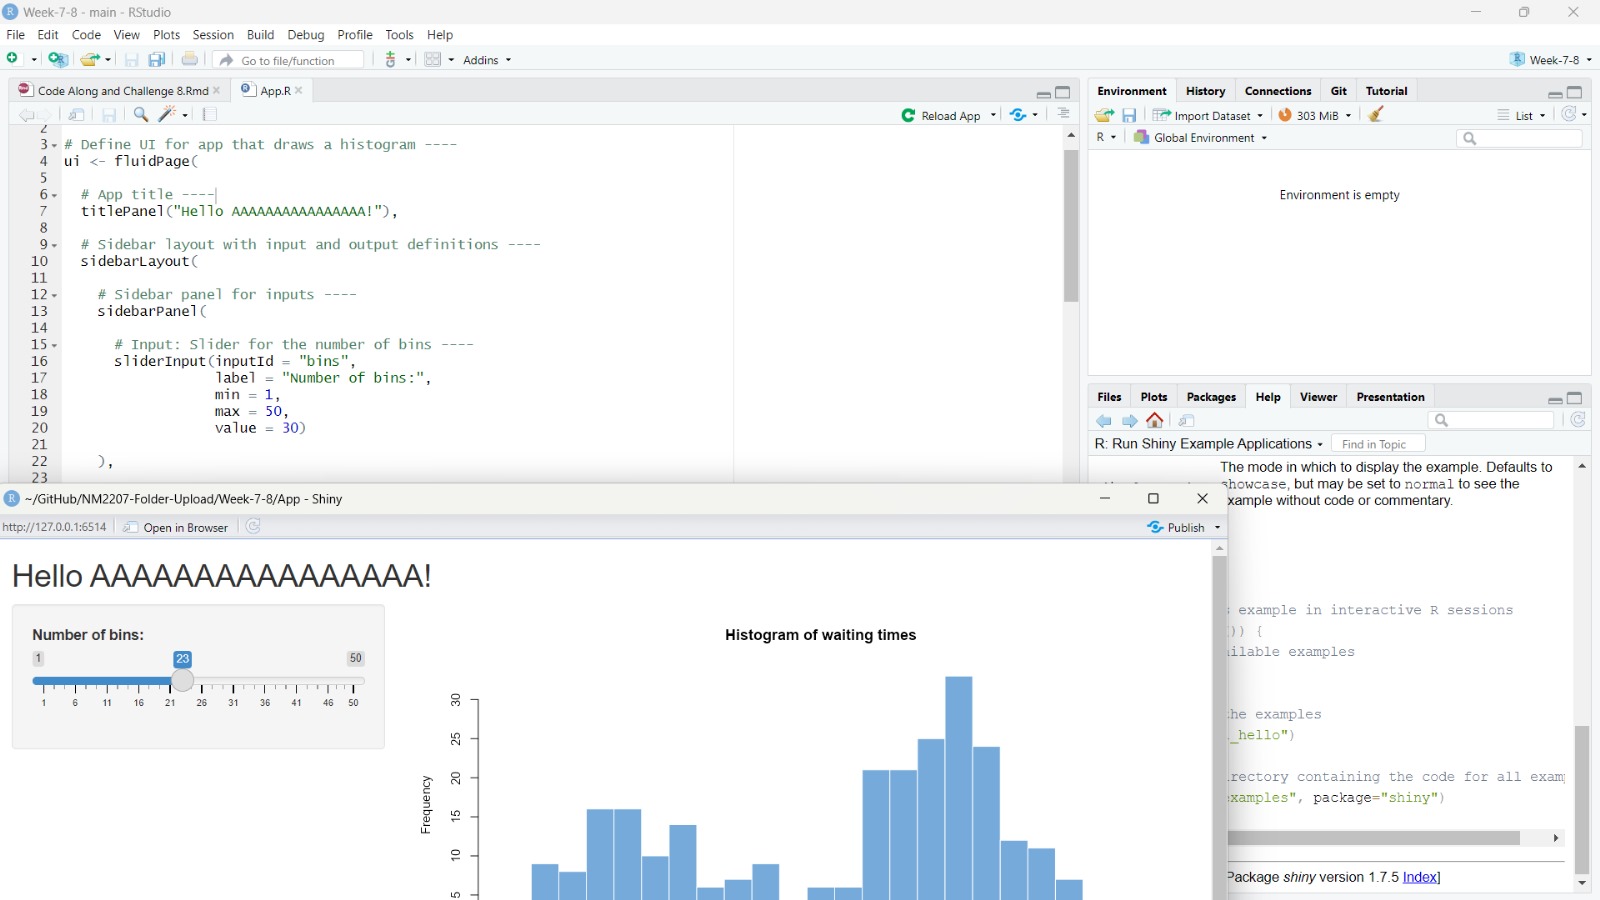 Week-7-8 - main - RStudio
File Edit Code View Plots Session Build Debug Profile Tools Help
Go to file/function Addins Week-7-8
Code Along and Challenge 8.Rmd App.R
Reload App
2
3 # Define UI for app that draws a histogram ----
4 ui <- fluidPage(
5
6 # App title ----
7 titlePanel("Hello AAAAAAAAAAAAAAAA!"),
8
9 # Sidebar layout with input and output definitions ----
10 sidebarLayout(
11
12 # Sidebar panel for inputs ----
13 sidebarPanel(
14
15 # Input: Slider for the number of bins ----
16 sliderInput(inputId = "bins",
17 label = "Number of bins:",
18 min = 1,
19 max = 50,
20 value = 30)
21
22 ),
23
Environment History Connections Git Tutorial
Import Dataset 303 MiB List
R Global Environment
Environment is empty
Files Plots Packages Help Viewer Presentation
R: Run Shiny Example Applications Find in Topic
The mode in which to display the example. Defaults to
showcase, but may be set to normal to see the
example without code or commentary.
example in interactive R sessions
)) {
ilable examples
he examples
_hello")
rectory containing the code for all exam
xamples", package="shiny")
Package shiny version 1.7.5 Index]
~/GitHub/NM2207-Folder-Upload/Week-7-8/App - Shiny
http://127.0.0.1:6514 Open in Browser Publish
Hello AAAAAAAAAAAAAAAA!
Number of bins:
1 23 50
1 6 11 16 21 26 31 36 41 46 50
Histogram of waiting times
Frequency
30
25
20
15
10
5